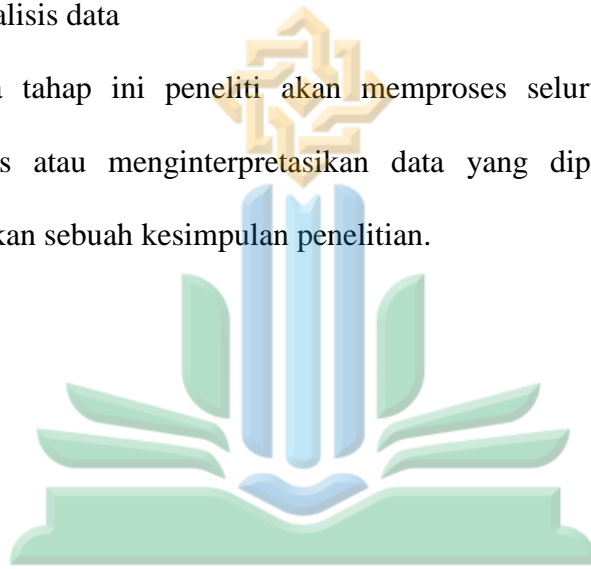 alisis data
tahap ini peneliti akan memproses selur
s atau menginterpretasikan data yang dip
kan sebuah kesimpulan penelitian.